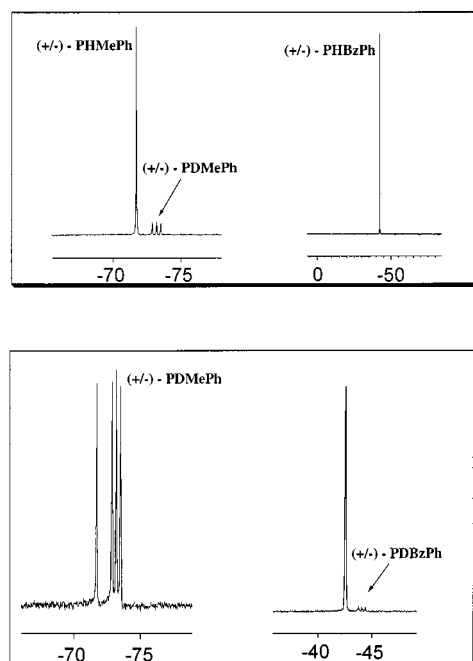 (+/-) - PHMePh
(+/-) - PHBzPh
(+/-) - PDMePh
-70 -75
0 -50
(+/-) - PDMePh
(+/-) - PDBzPh
-70 -75
-40 -45